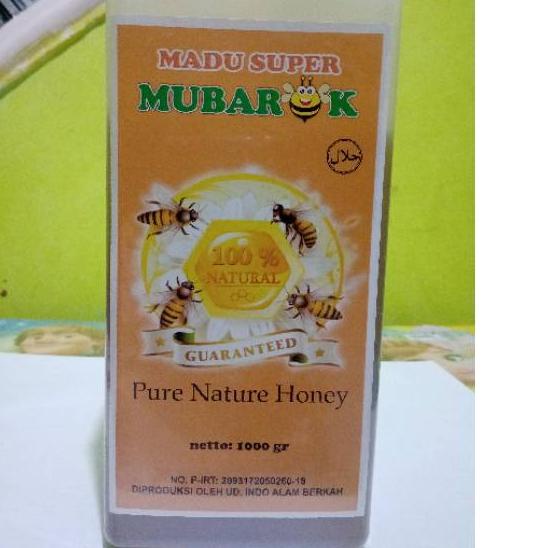 MADU SUPER
MUBAROK
حلال
100 %
NATURAL
GUARANTEED
Pure Nature Honey
netto: 1000 gr
NO. P-IRT: 2093172050260-19
DIPRODUKSI OLEH UD. INDO ALAM BERKAH